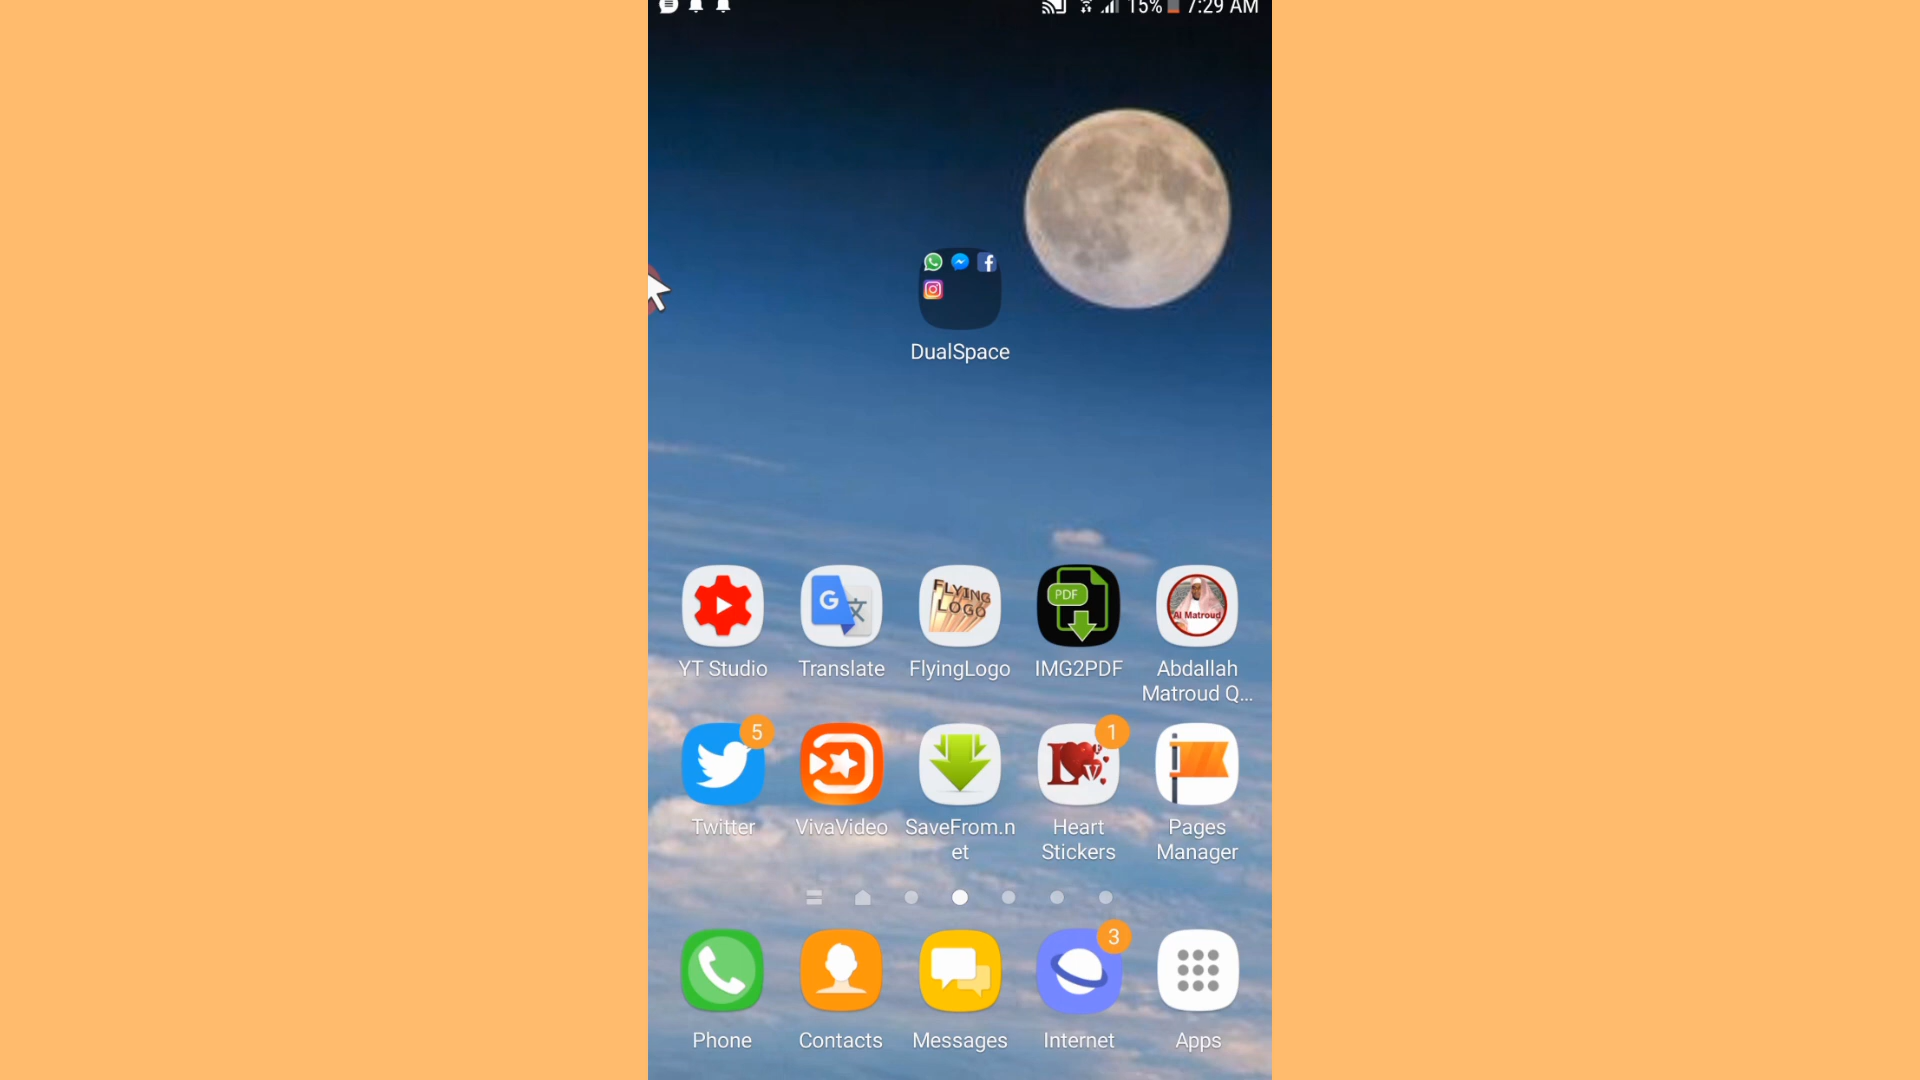 15% 7:29 AM
DualSpace
FLYING
LOGO
PDF
Al Matroud
YT Studio
Translate
FlyingLogo
IMG2PDF
Abdallah
Matroud Q...
5
1
Twitter
VivaVideo
SaveFrom.n
et
Heart
Stickers
Pages
Manager
3
Phone
Contacts
Messages
Internet
Apps